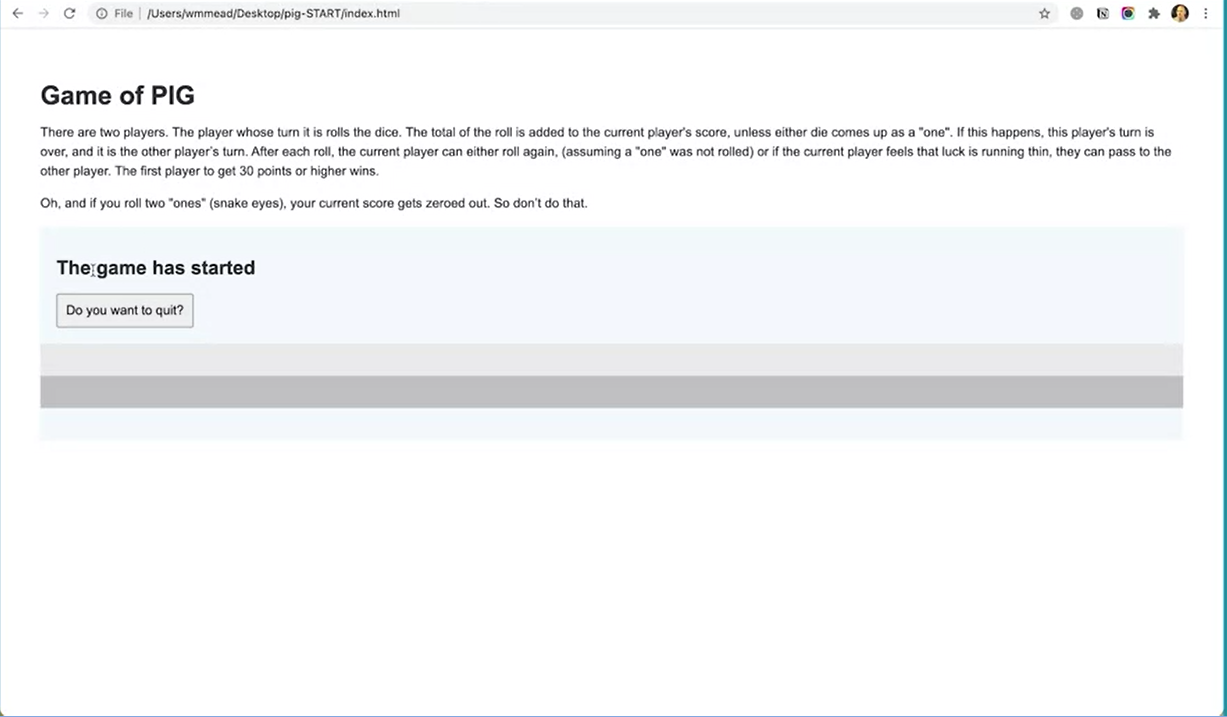 File | /Users/wmmead/Desktop/pig-START/index.html
Game of PIG
There are two players. The player whose turn it is rolls the dice. The total of the roll is added to the current player's score, unless either die comes up as a "one". If this happens, this player's turn is
over, and it is the other player's turn. After each roll, the current player can either roll again, (assuming a "one" was not rolled) or if the current player feels that luck is running thin, they can pass to the
other player. The first player to get 30 points or higher wins.
Oh, and if you roll two "ones" (snake eyes), your current score gets zeroed out. So don't do that.
The game has started
Do you want to quit?